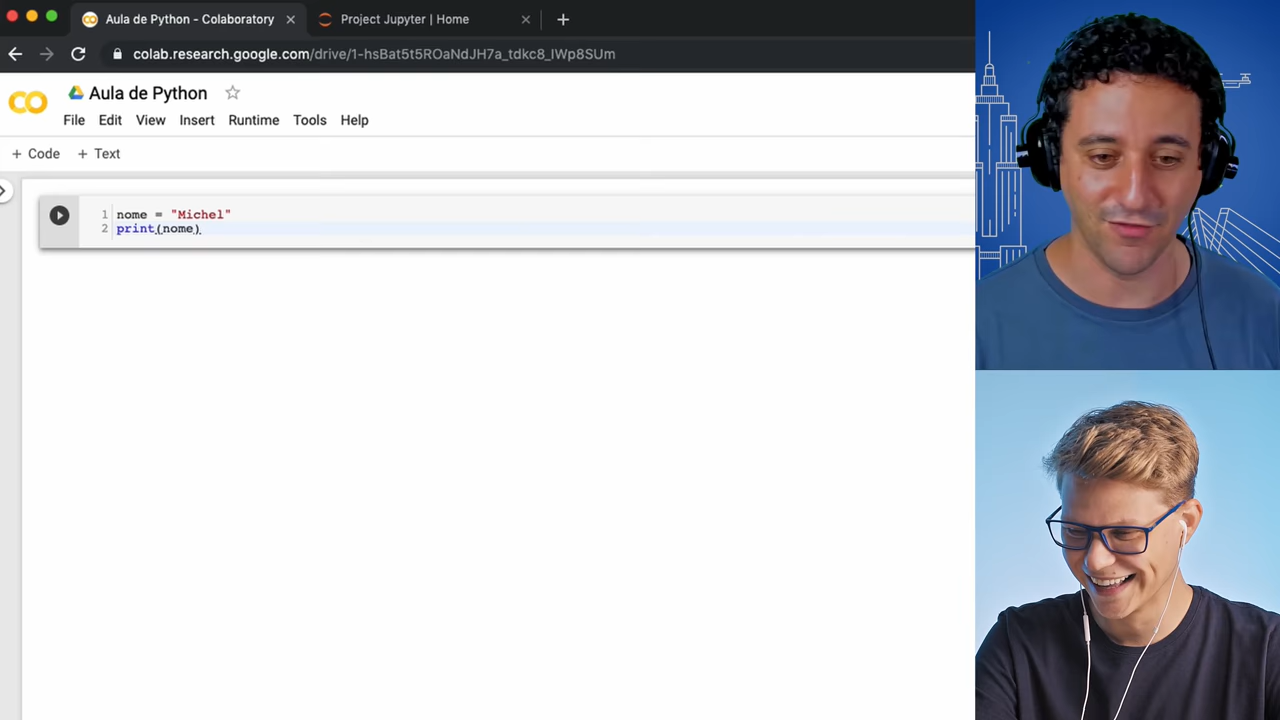 Aula de Python - Colaboratory
Project Jupyter | Home
colab.research.google.com/drive/1-hsBat5t5ROaNdJH7a_tdkc8_IWp8SUm
Aula de Python
File Edit View Insert Runtime Tools Help
+ Code + Text
1 nome = "Michel"
2 print(nome)